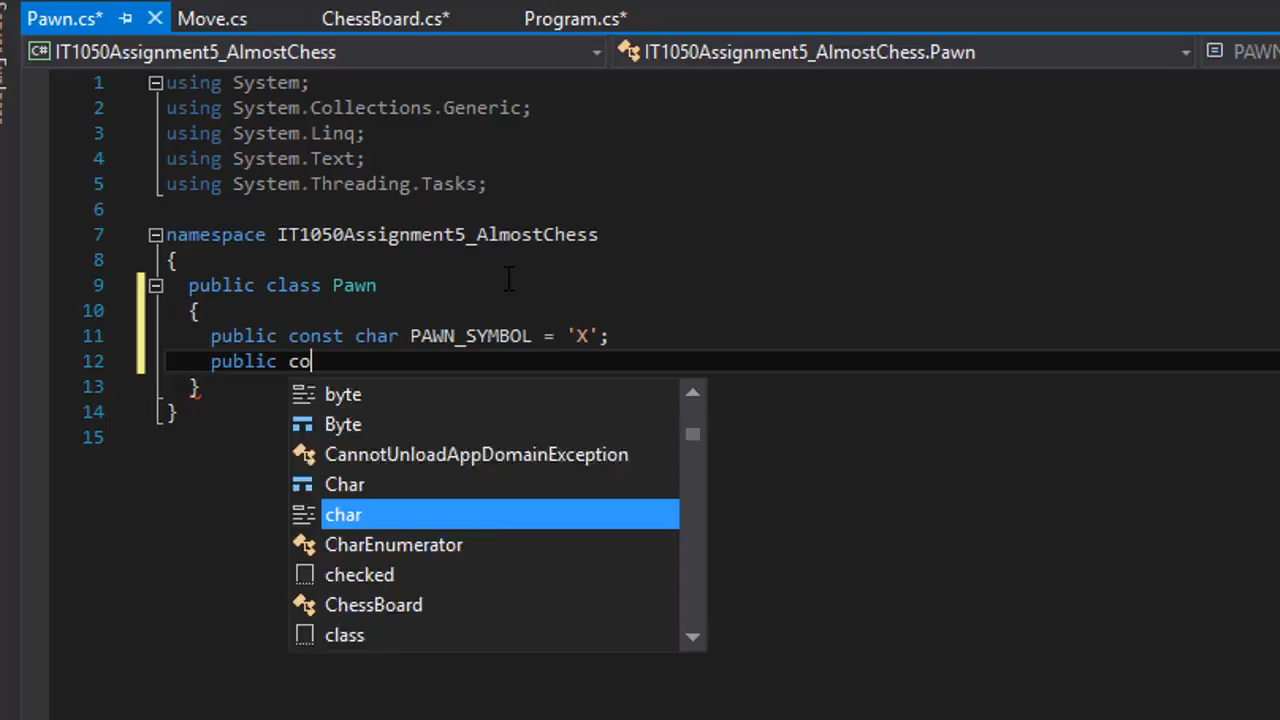 Pawn.cs* Move.cs ChessBoard.cs* Program.cs*
C# IT1050Assignment5_AlmostChess IT1050Assignment5_AlmostChess.Pawn PAWN
1 using System;
2 using System.Collections.Generic;
3 using System.Linq;
4 using System.Text;
5 using System.Threading.Tasks;
6
7 namespace IT1050Assignment5_AlmostChess
8 {
9 public class Pawn
10 {
11 public const char PAWN_SYMBOL = 'X';
12 public co
13 }
14 }
15
byte
Byte
CannotUnloadAppDomainException
Char
char
CharEnumerator
checked
ChessBoard
class